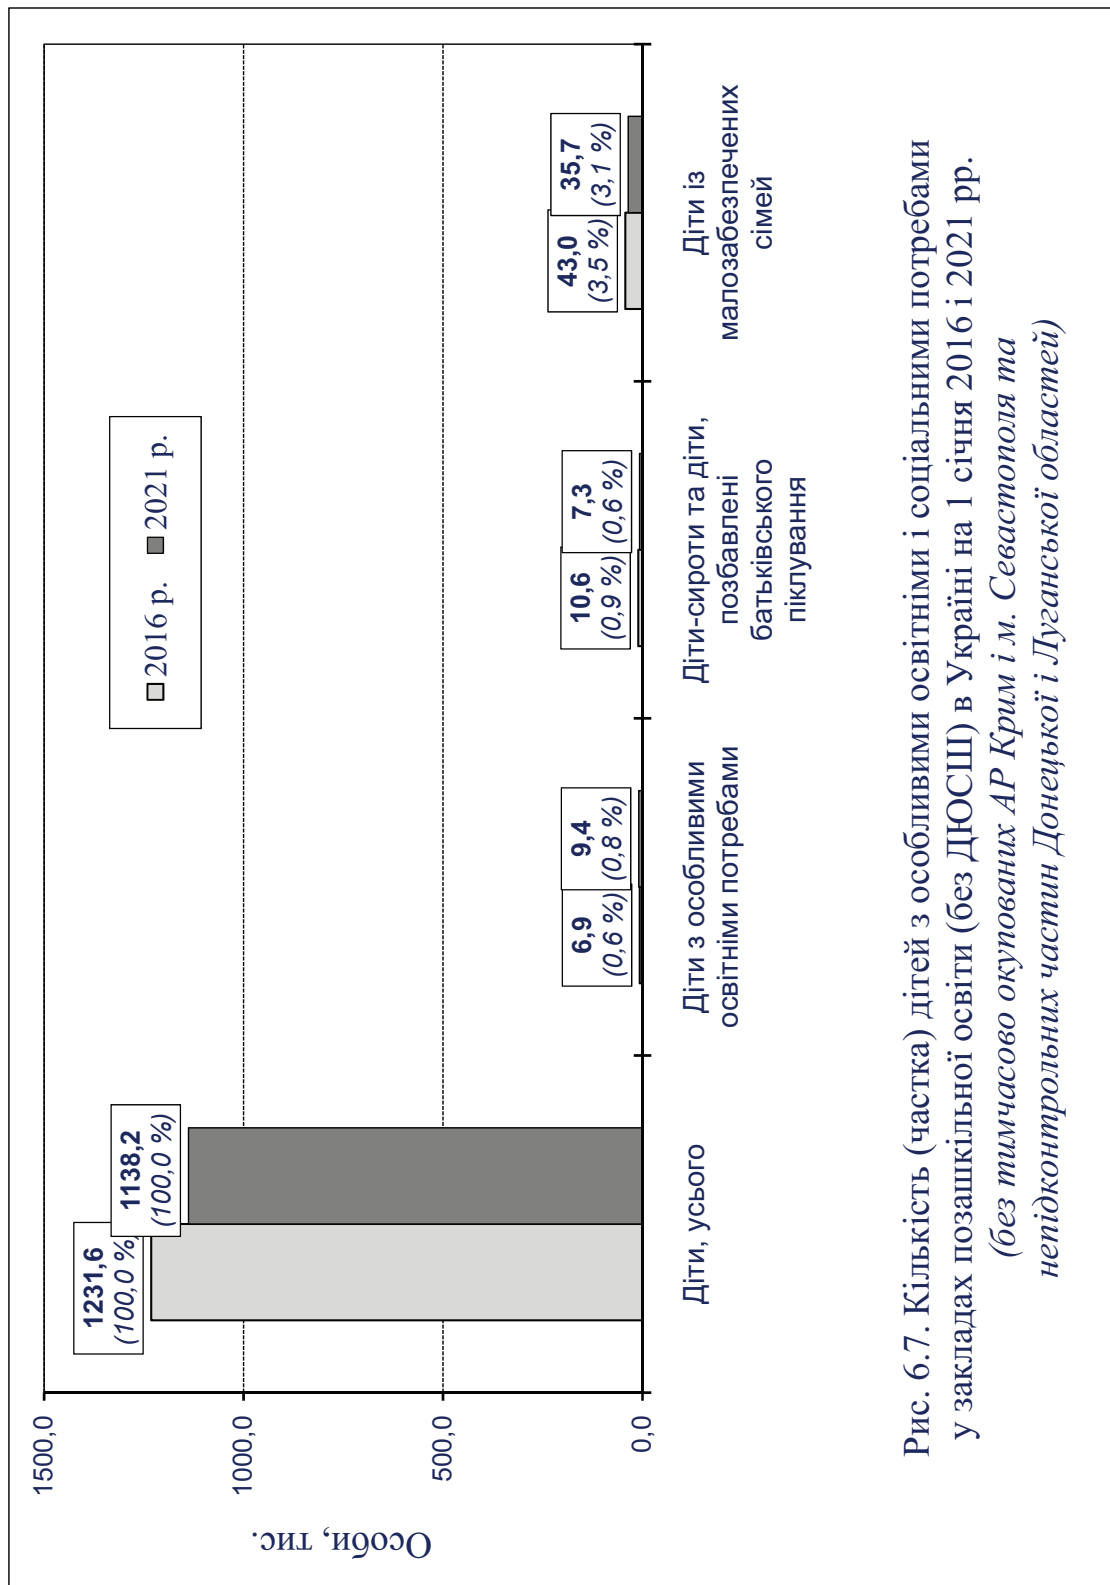 Особи, тис.
1500,0
1000,0
500,0
0,0
2016 р. 2021 р.
1231,6
(100,0 %)
1138,2
(100,0 %)
6,9
(0,6 %)
9,4
(0,8 %)
10,6
(0,9 %)
7,3
(0,6 %)
43,0
(3,5 %)
35,7
(3,1 %)
Діти, усього
Діти з особливими
освітніми потребами
Діти-сироти та діти,
позбавлені
батьківського
піклування
Діти із
малозабезпечених
сімей
Рис. 6.7. Кількість (частка) дітей з особливими освітніми і соціальними потребами
у закладах позашкільної освіти (без ДЮСШ) в Україні на 1 січня 2016 і 2021 рр.
(без тимчасово окупованих АР Крим і м. Севастополя та
непідконтрольних частин Донецької і Луганської областей)